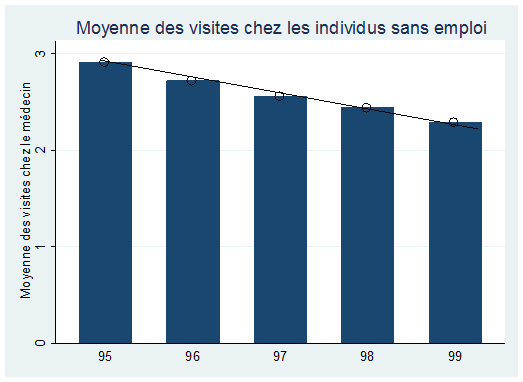 Moyenne des visites chez les individus sans emploi
Moyenne des visites chez le médecin
3
2
1
0
95 96 97 98 99